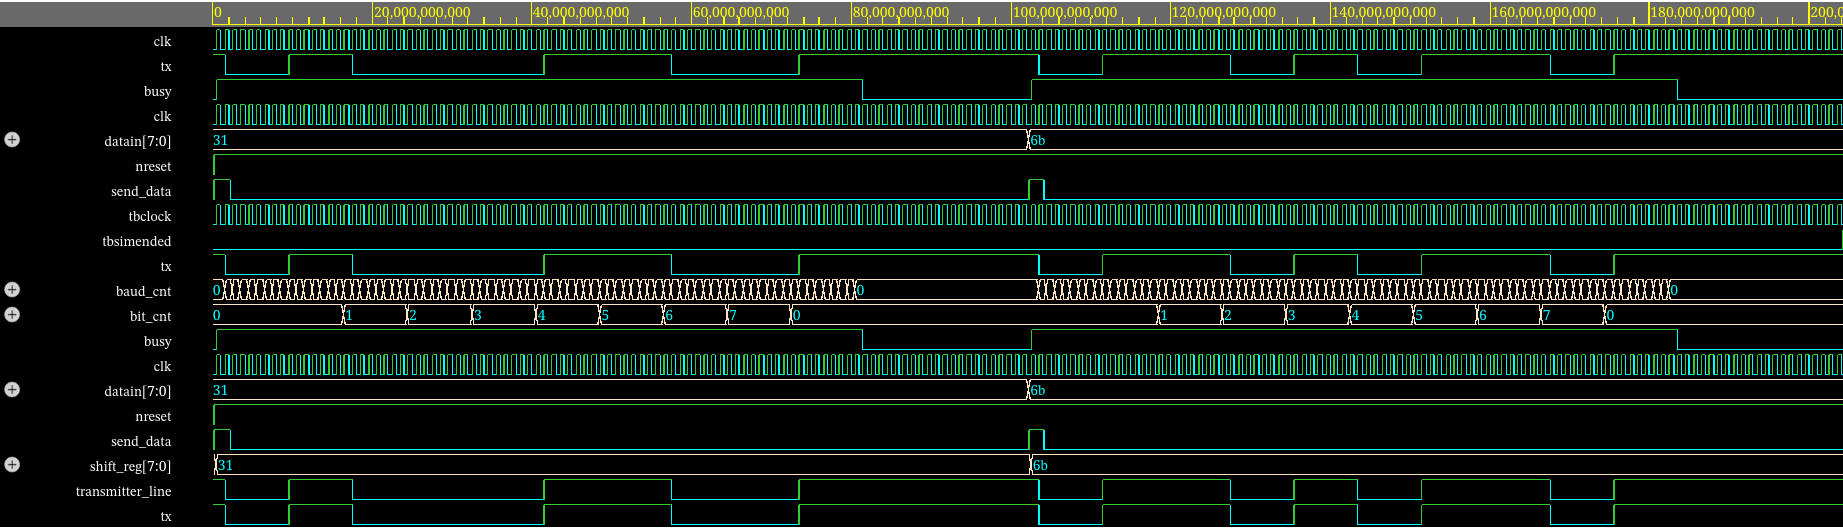 0 20,000,000,000 40,000,000,000 60,000,000,000 80,000,000,000 100,000,000,000 120,000,000,000 140,000,000,000 160,000,000,000 180,000,000,000 200,0
clk
tx
busy
clk
datain[7:0] 31 6b
nreset
send_data
tbclock
tbsimended
tx
baud_cnt 0 0 0
bit_cnt 0 1 2 3 4 5 6 7 0 1 2 3 4 5 6 7 0
busy
clk
datain[7:0] 31 6b
nreset
send_data
shift_reg[7:0] 31 6b
transmitter_line
tx